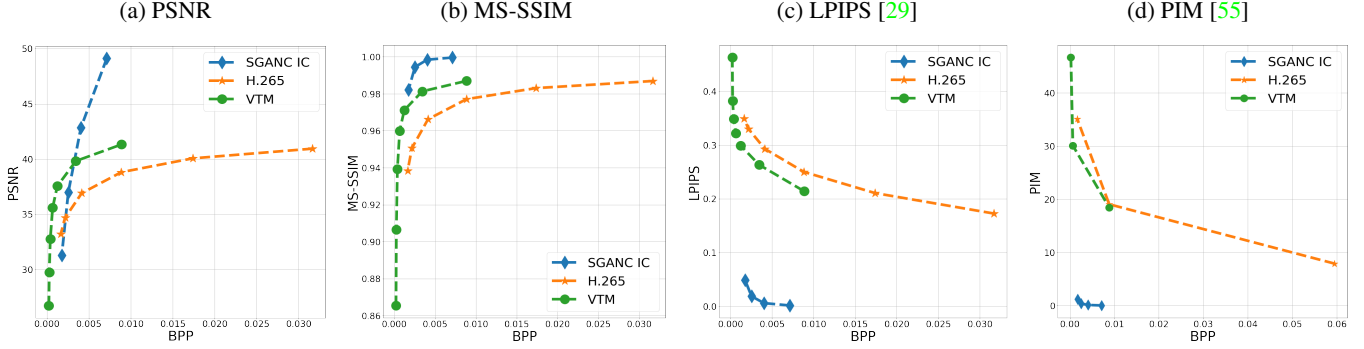 (a) PSNR
(b) MS-SSIM
(c) LPIPS [29]
(d) PIM [55]
50
45
40
35
30
PSNR
0.000 0.005 0.010 0.015 0.020 0.025 0.030
BPP
SGANC IC
H.265
VTM
1.00
0.98
0.96
0.94
0.92
0.90
0.88
0.86
MS-SSIM
0.000 0.005 0.010 0.015 0.020 0.025 0.030
BPP
SGANC IC
H.265
VTM
0.4
0.3
0.2
0.1
0.0
LPIPS
0.000 0.005 0.010 0.015 0.020 0.025 0.030
BPP
SGANC IC
H.265
VTM
40
30
20
10
0
PIM
0.00 0.01 0.02 0.03 0.04 0.05 0.06
BPP
SGANC IC
H.265
VTM